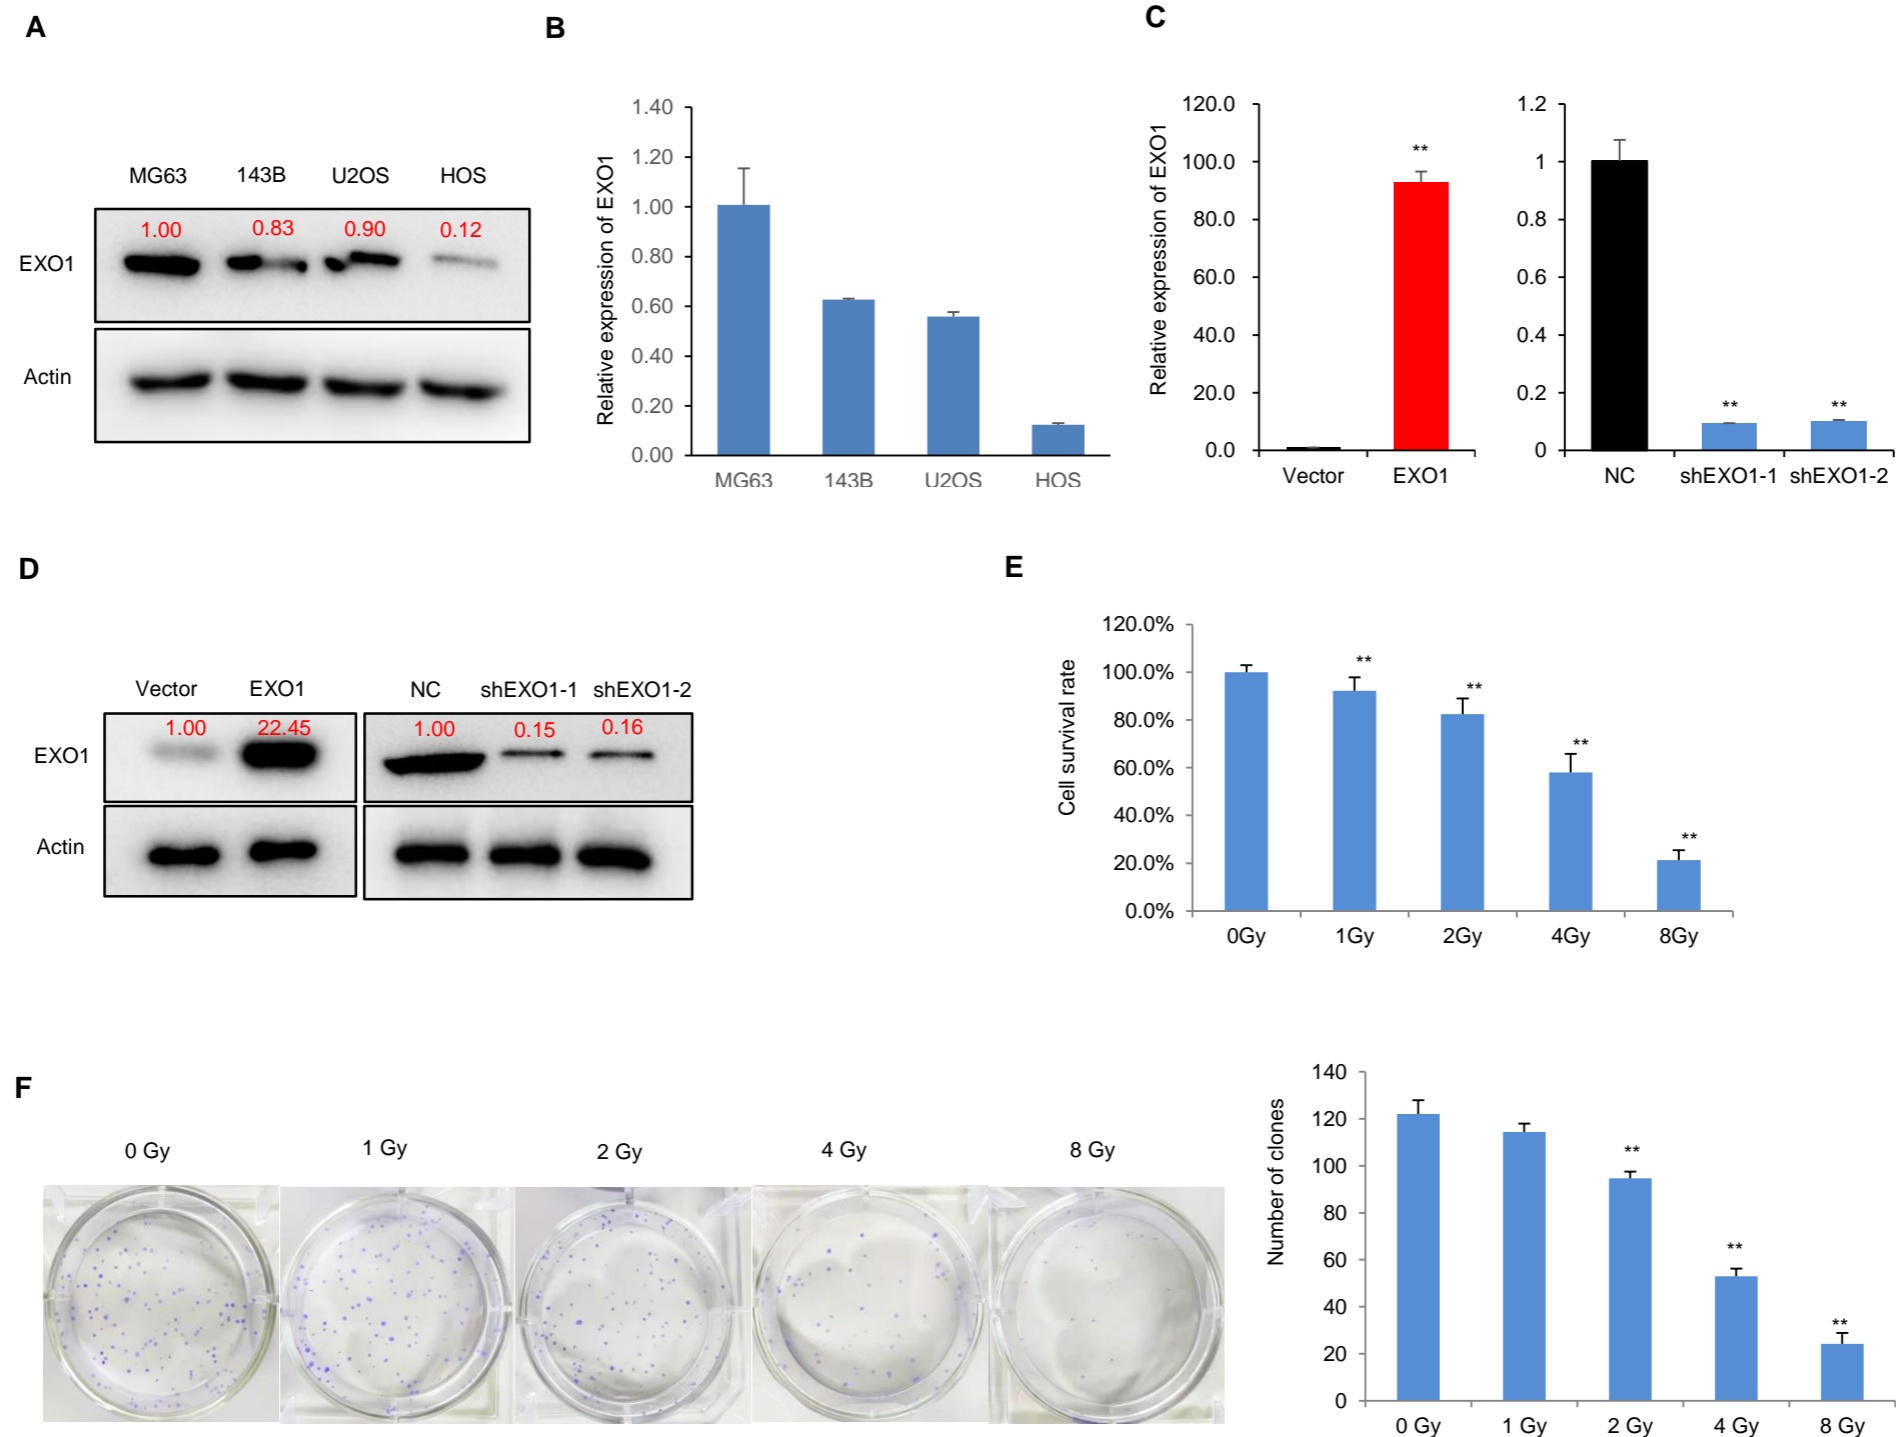 A
MG63 143B U2OS HOS
1.00 0.83 0.90 0.12
EXO1
Actin
B
Relative expression of EXO1
1.40
1.20
1.00
0.80
0.60
0.40
0.20
0.00
MG63 143B U2OS HOS
C
Relative expression of EXO1
120.0
100.0
80.0
60.0
40.0
20.0
0.0
**
Vector EXO1
1.2
1
0.8
0.6
0.4
0.2
0
** **
NC shEXO1-1 shEXO1-2
D
Vector EXO1 NC shEXO1-1 shEXO1-2
1.00 22.45 1.00 0.15 0.16
EXO1
Actin
E
Cell survival rate
120.0%
100.0%
80.0%
60.0%
40.0%
20.0%
0.0%
** ** ** **
0Gy 1Gy 2Gy 4Gy 8Gy
F
0 Gy 1 Gy 2 Gy 4 Gy 8 Gy
Number of clones
140
120
100
80
60
40
20
0
** ** **
0 Gy 1 Gy 2 Gy 4 Gy 8 Gy